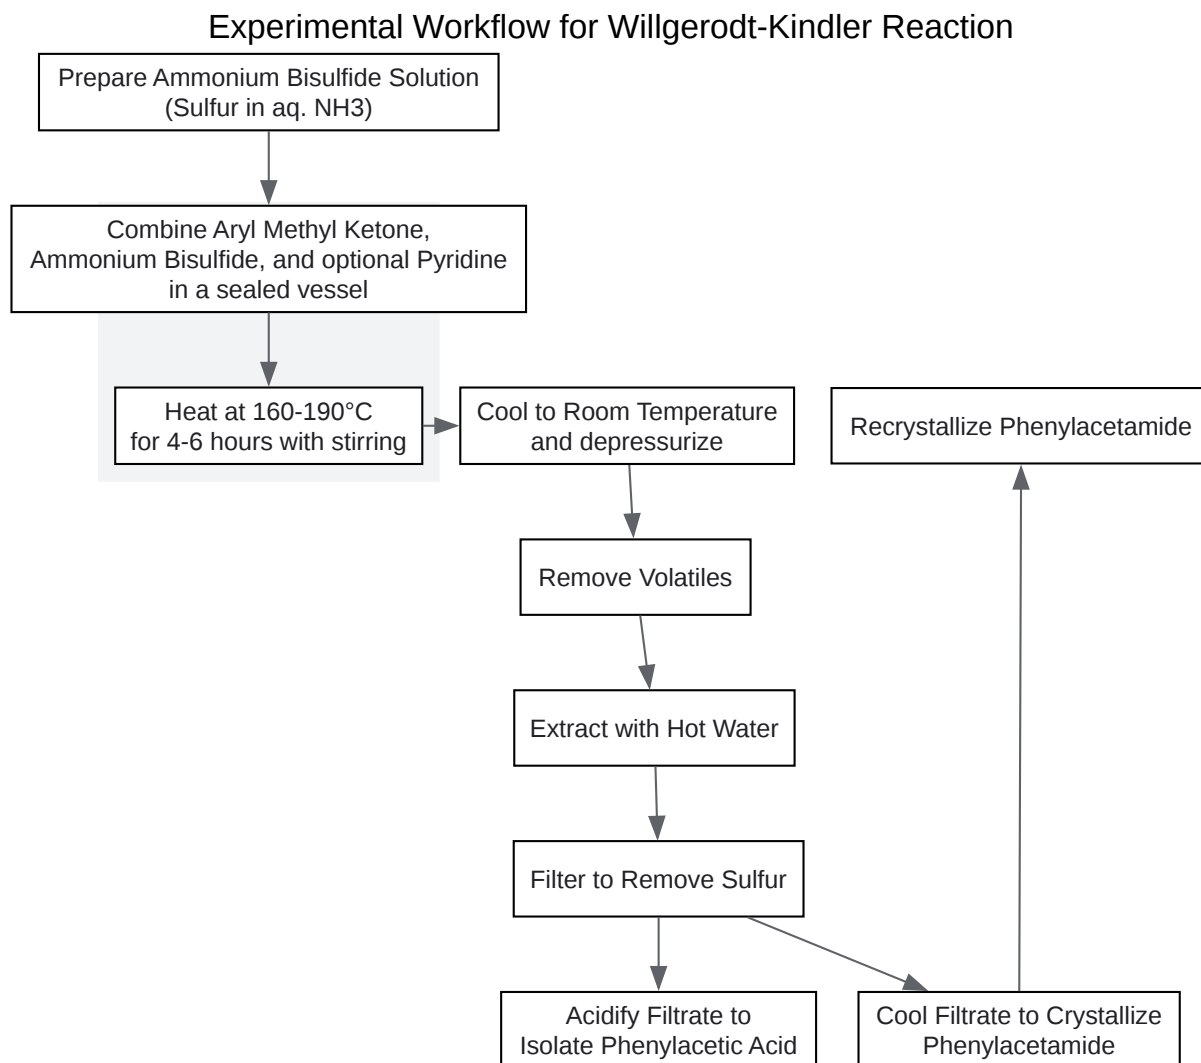 Experimental Workflow for Willgerodt-Kindler Reaction
Prepare Ammonium Bisulfide Solution
(Sulfur in aq. NH3)
Combine Aryl Methyl Ketone,
Ammonium Bisulfide, and optional Pyridine
in a sealed vessel
Heat at 160-190°C
for 4-6 hours with stirring
Cool to Room Temperature
and depressurize
Recrystallize Phenylacetamide
Remove Volatiles
Extract with Hot Water
Filter to Remove Sulfur
Acidify Filtrate to
Isolate Phenylacetic Acid
Cool Filtrate to Crystallize
Phenylacetamide